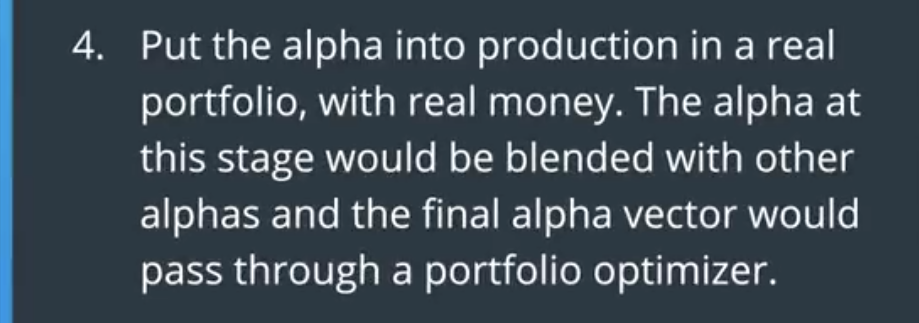 4. Put the alpha into production in a real
portfolio, with real money. The alpha at
this stage would be blended with other
alphas and the final alpha vector would
pass through a portfolio optimizer.